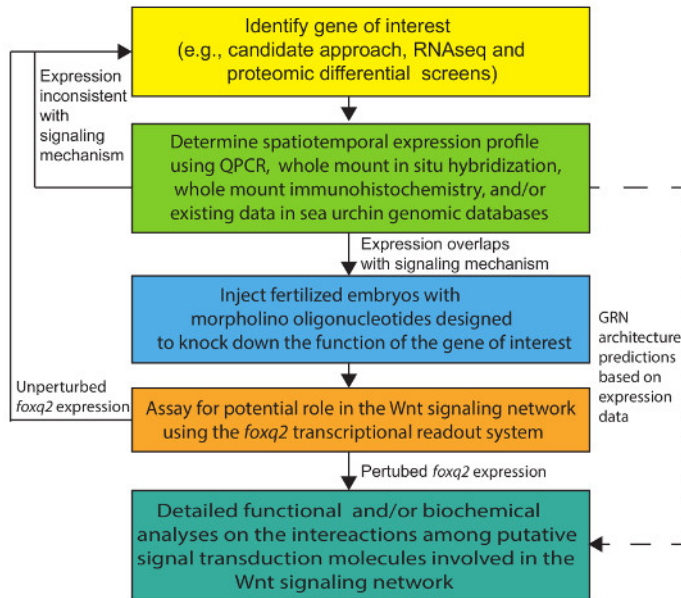 Identify gene of interest
(e.g., candidate approach, RNAseq and
proteomic differential screens)
Expression
inconsistent
with
signaling
mechanism
Determine spatiotemporal expression profile
using QPCR, whole mount in situ hybridization,
whole mount immunohistochemistry, and/or
existing data in sea urchin genomic databases
Expression overlaps
with signaling mechanism
Inject fertilized embryos with
morpholino oligonucleotides designed
to knock down the function of the gene of interest
GRN
architecture
predictions
based on
expression
data
Unperturbed
foxq2 expression
Assay for potential role in the Wnt signaling network
using the foxq2 transcriptional readout system
Pertubed foxq2 expression
Detailed functional and/or biochemical
analyses on the intereactions among putative
signal transduction molecules involved in the
Wnt signaling network